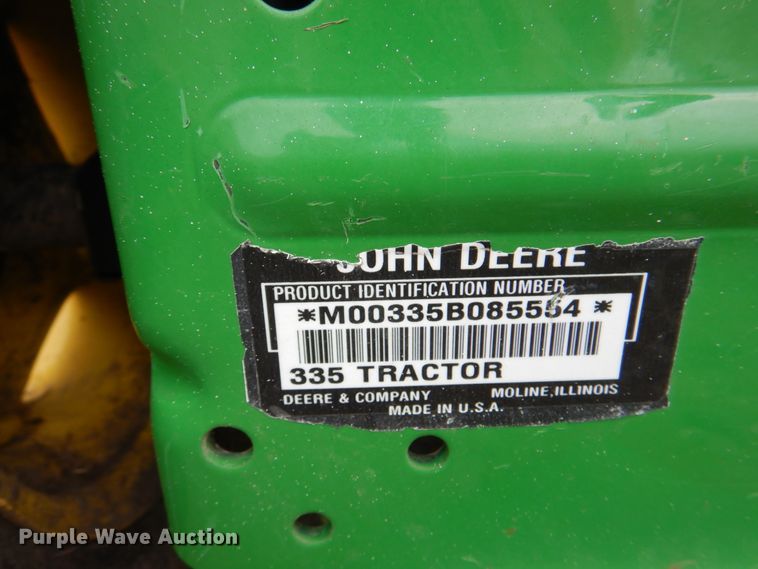 JOHN DEERE
PRODUCT IDENTIFICATION NUMBER
*M00335B085554*
335 TRACTOR
DEERE & COMPANY MOLINE, ILLINOIS
MADE IN U.S.A.
Purple Wave Auction